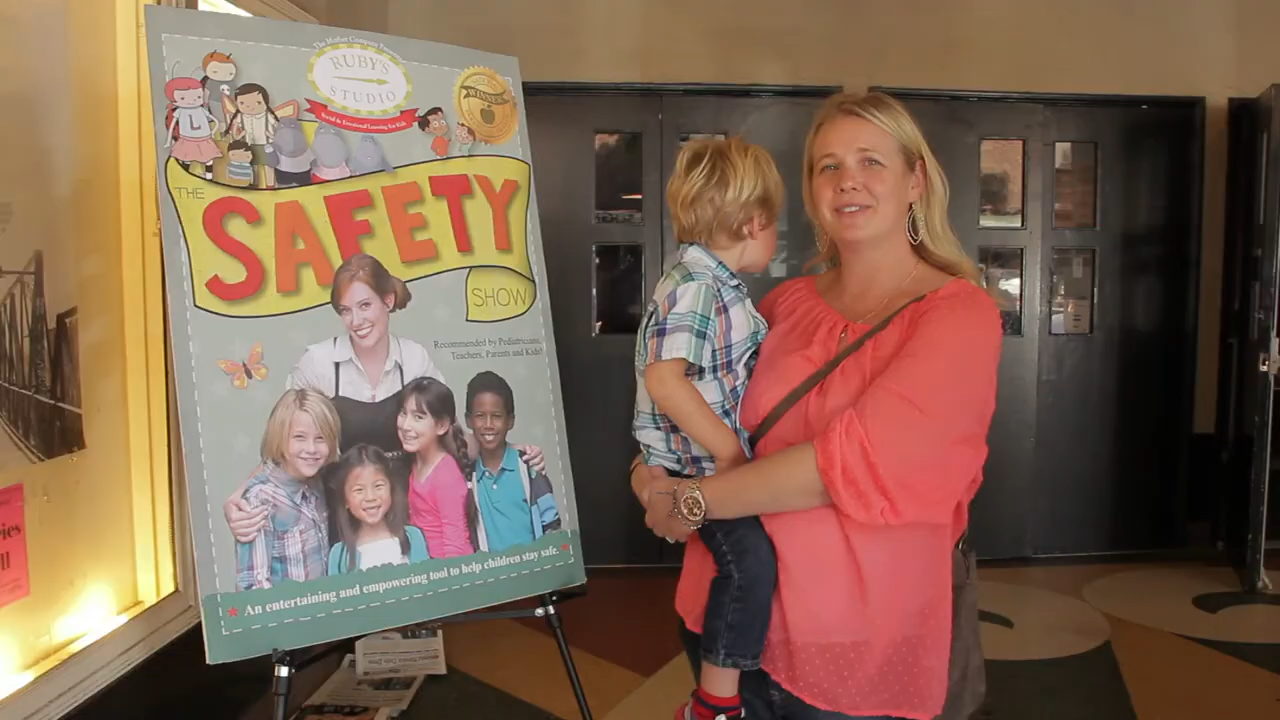 The Mother Company Presents
RUBY'S
STUDIO
Social & Emotional Learning For Kids
WINNER
L
THE
SAFETY
SHOW
Recommended by Pediatricians,
Teachers, Parents and Kids!
An entertaining and empowering tool to help children stay safe.